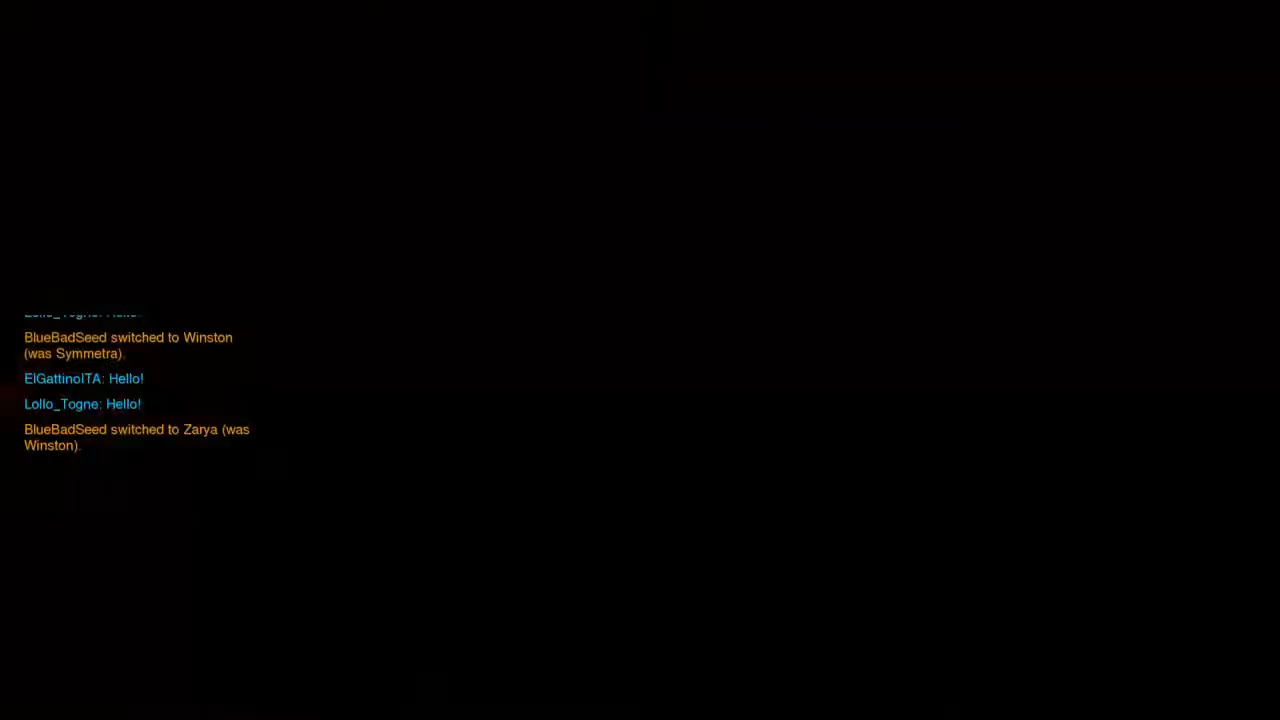 BlueBadSeed switched to Winston
(was Symmetra).
ElGattinoITA: Hello!
Lollo_Togne: Hello!
BlueBadSeed switched to Zarya (was
Winston).